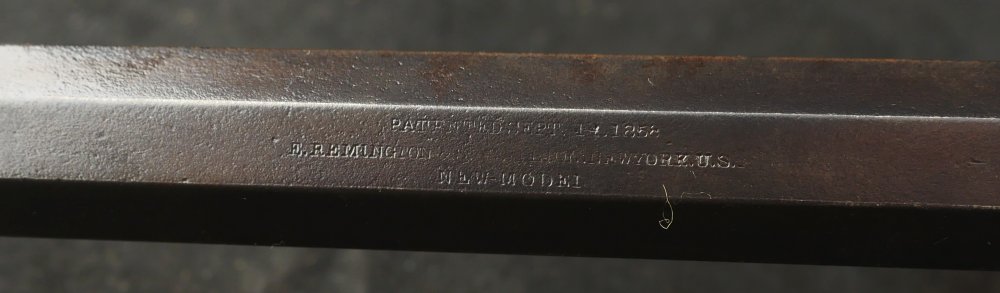 PATENTED SEPT. 14, 1858
E. REMINGTON NEW YORK, U.S.
NEW-MODEL